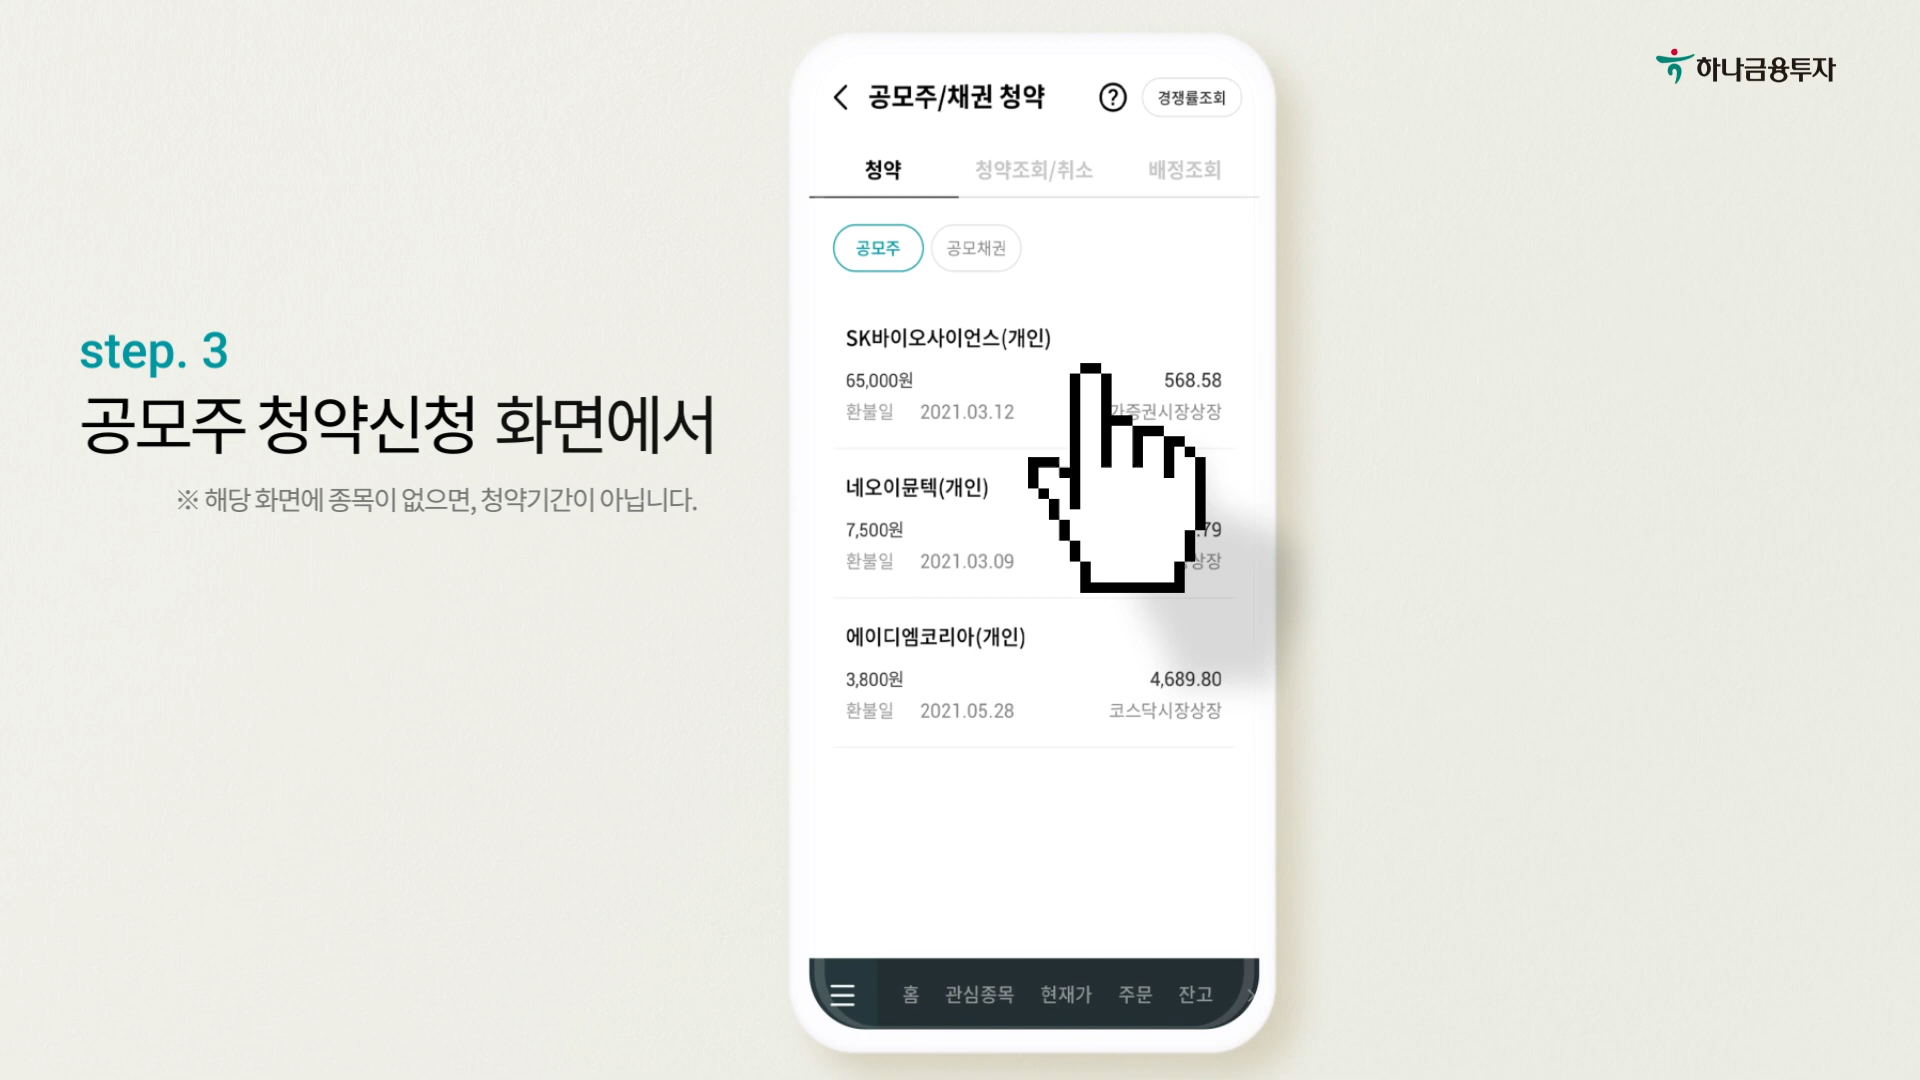 하나금융투자
step. 3
공모주 청약신청 화면에서
※ 해당 화면에 종목이 없으면, 청약기간이 아닙니다.
공모주/채권 청약
경쟁률조회
청약 청약조회/취소 배정조회
공모주 공모채권
SK바이오사이언스(개인)
65,000원 568.58
환불일 2021.03.12
네오이뮨텍(개인)
7,500원
환불일 2021.03.09
에이디엠코리아(개인)
3,800원 4,689.80
환불일 2021.05.28 코스닥시장상장
홈 관심종목 현재가 주문 잔고